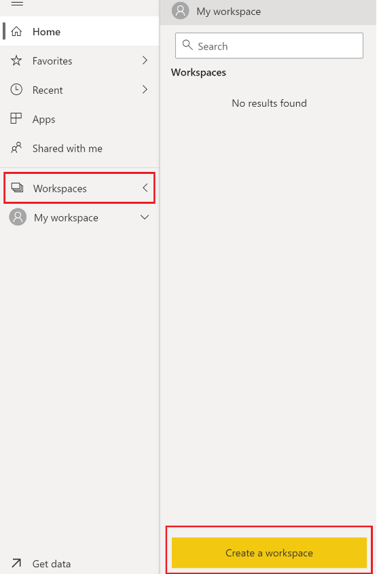 Home
Favorites
Recent
Apps
Shared with me
Workspaces
My workspace
Get data
My workspace
Search
Workspaces
No results found
Create a workspace